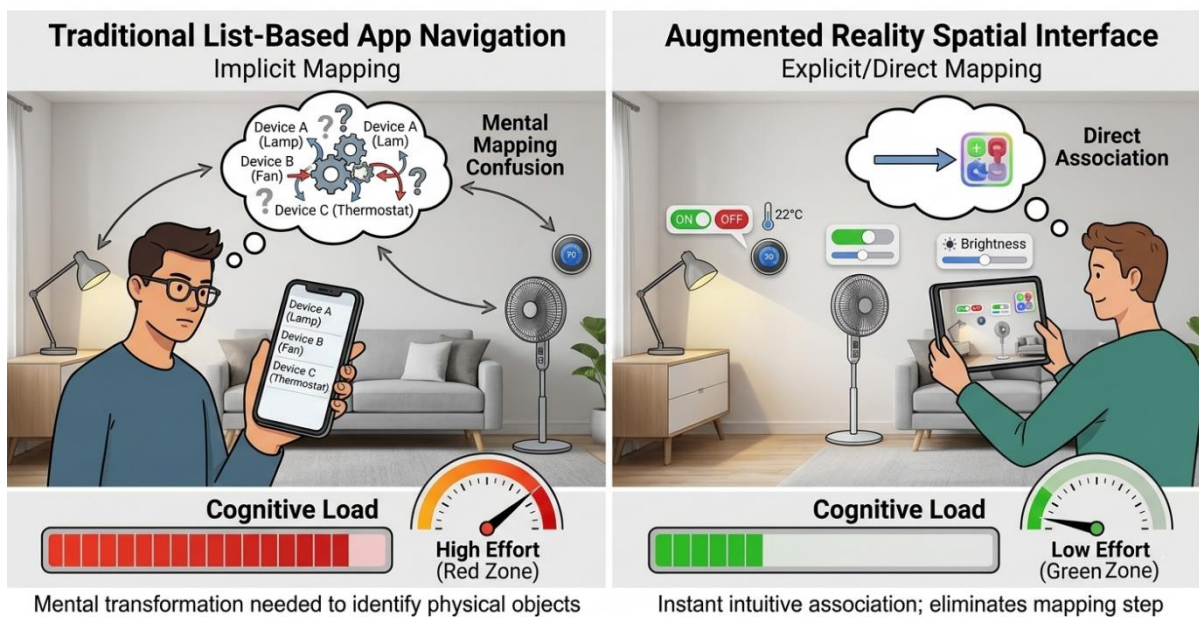 Traditional List-Based App Navigation
Implicit Mapping
Device A
(Lamp)
Device A
(Lam)
Device B
(Fan)
Device C (Thermostat)
? ? ? ?
Mental
Mapping
Confusion
Device A
(Lamp)
Device B
(Fan)
Device C
(Thermostat)
Cognitive Load
High Effort
(Red Zone)
Mental transformation needed to identify physical objects
Augmented Reality Spatial Interface
Explicit/Direct Mapping
Direct
Association
ON OFF
22°C
30
Brightness
Cognitive Load
Low Effort
(Green Zone)
Instant intuitive association; eliminates mapping step